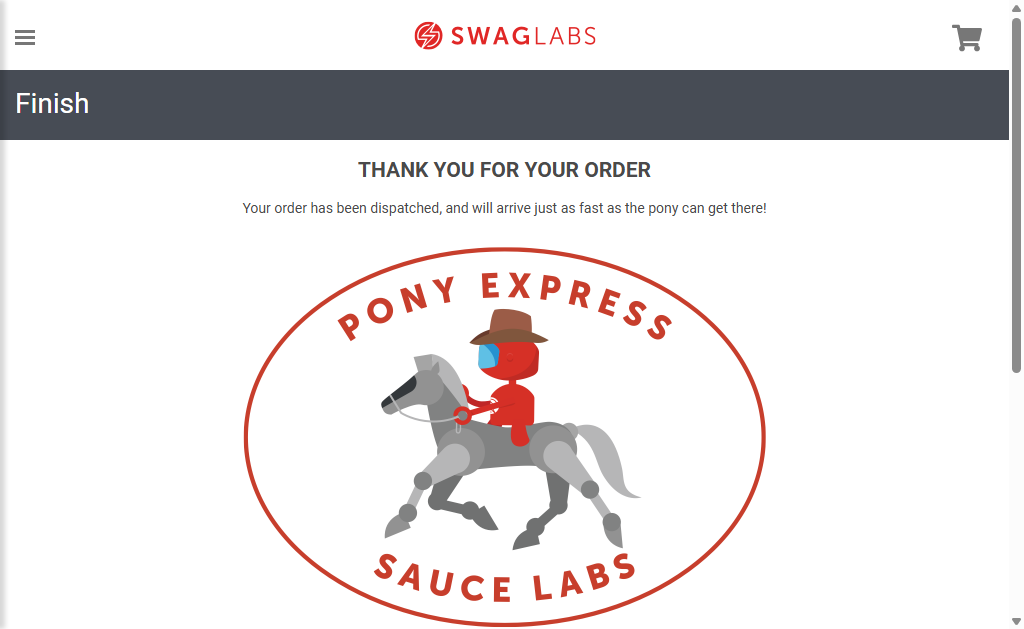 SWAGLABS
Finish
THANK YOU FOR YOUR ORDER
Your order has been dispatched, and will arrive just as fast as the pony can get there!
PONY EXPRESS
SAUCE LABS